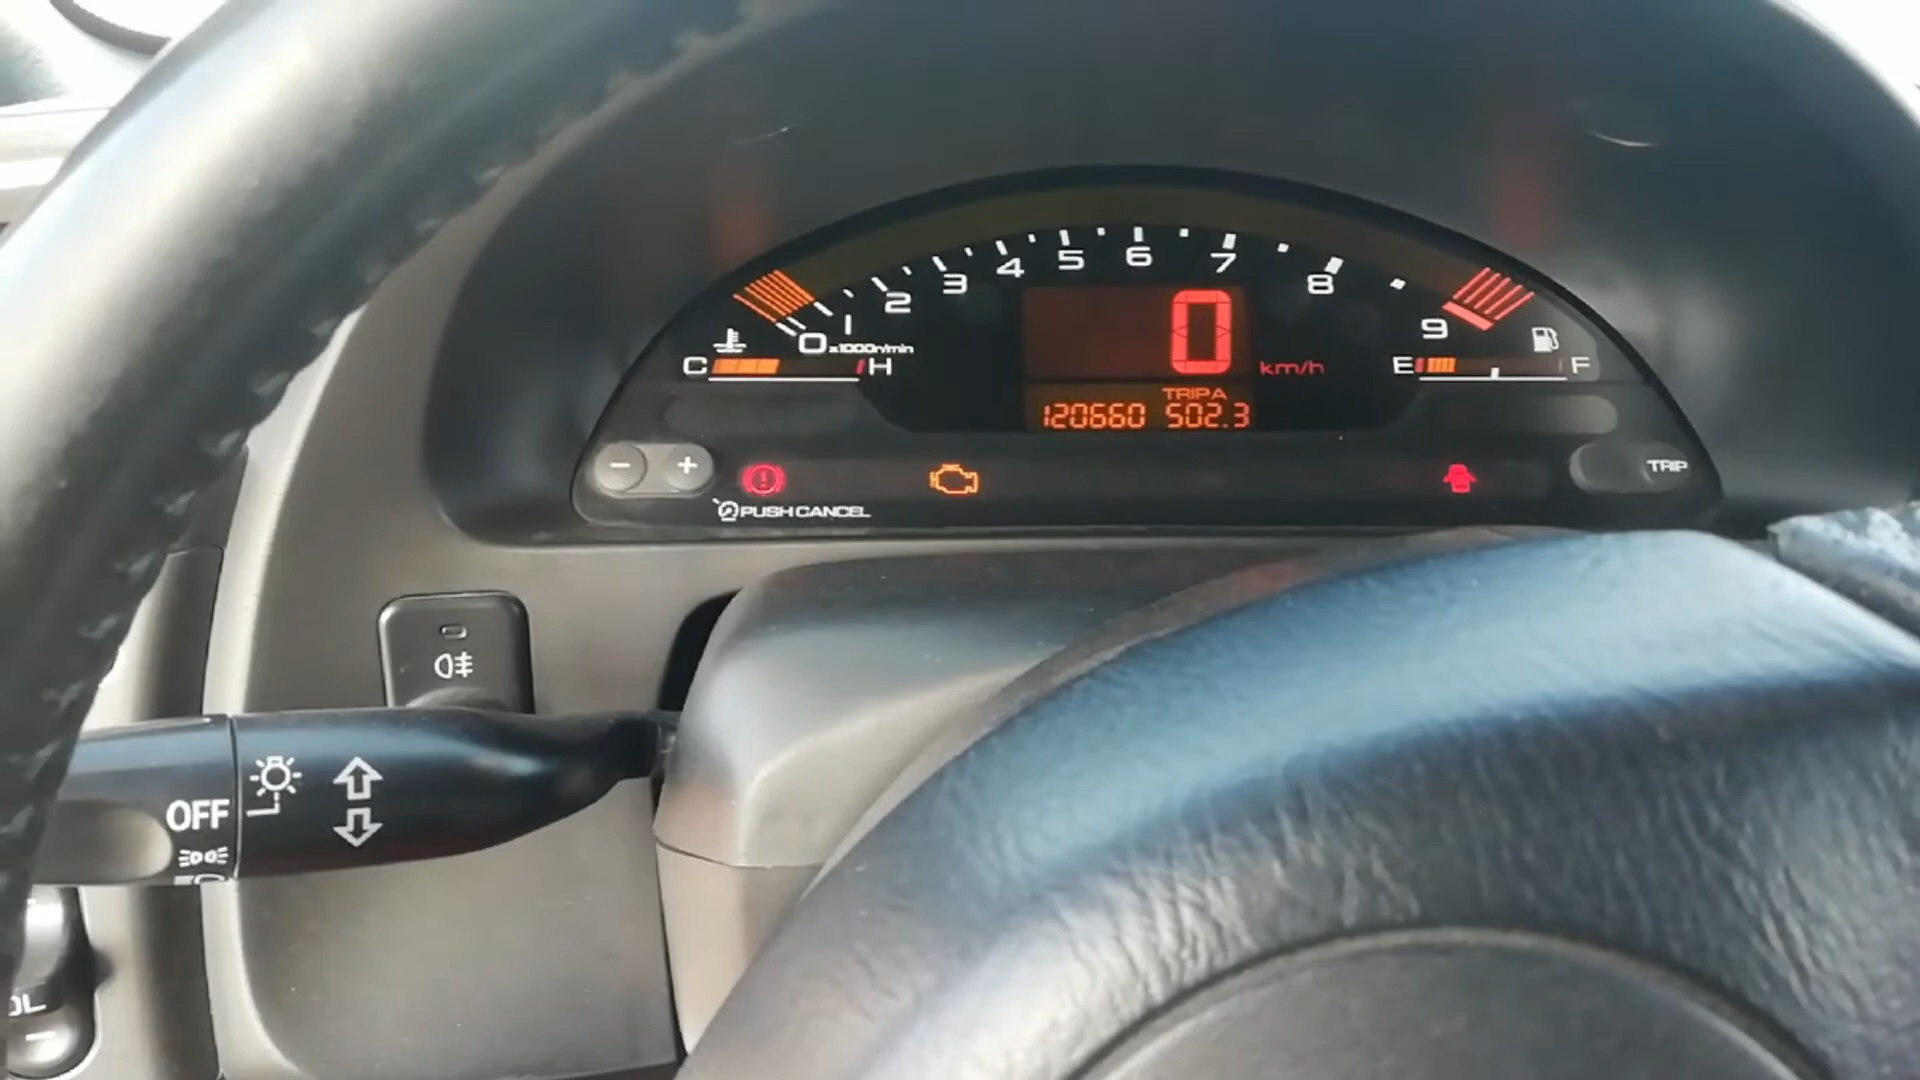 0 1 2 3 4 5 6 7 8 9
x1000r/min
0 km/h
C H
E F
TRIP A
120660 502.3
− + TRIP
PUSH CANCEL
OFF